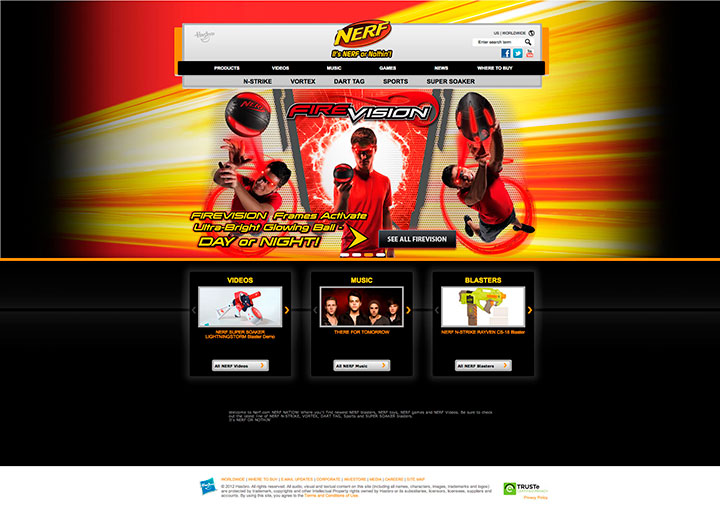 Hasbro
NERF
It's NERF or Nothin'!
US | WORLDWIDE
Enter search term
PRODUCTS VIDEOS MUSIC GAMES NEWS WHERE TO BUY
N-STRIKE VORTEX DART TAG SPORTS SUPER SOAKER
FIREVISION
NERF
FIREVISION Frames Activate
Ultra-Bright Glowing Ball -
DAY or NIGHT!
SEE ALL FIREVISION
VIDEOS
NERF SUPER SOAKER
LIGHTNINGSTORM Blaster Demo
All NERF Videos
MUSIC
THERE FOR TOMORROW
All NERF Music
BLASTERS
NERF N-STRIKE RAYVEN CS-18 Blaster
All NERF Blasters
Welcome to Nerf.com NERF NATION! Where you'll find newest NERF blasters, NERF toys, NERF games and NERF Videos. Be sure to check
out the latest line of NERF N-STRIKE, VORTEX, DART TAG, Sports and SUPER SOAKER blasters.
It's NERF OR NOTHIN'
Hasbro
WORLDWIDE | WHERE TO BUY | E-MAIL UPDATES | CORPORATE | INVESTORS | MEDIA | CAREERS | SITE MAP
© 2012 Hasbro. All rights reserved. All audio, visual and textual content on this site (including all names, characters, images, trademarks and logos)
are protected by trademark, copyrights and other Intellectual Property rights owned by Hasbro or its subsidiaries, licensors, licensees, suppliers and
accounts. By using this site, you agree to the Terms and Conditions of Use.
TRUSTe
Privacy Policy